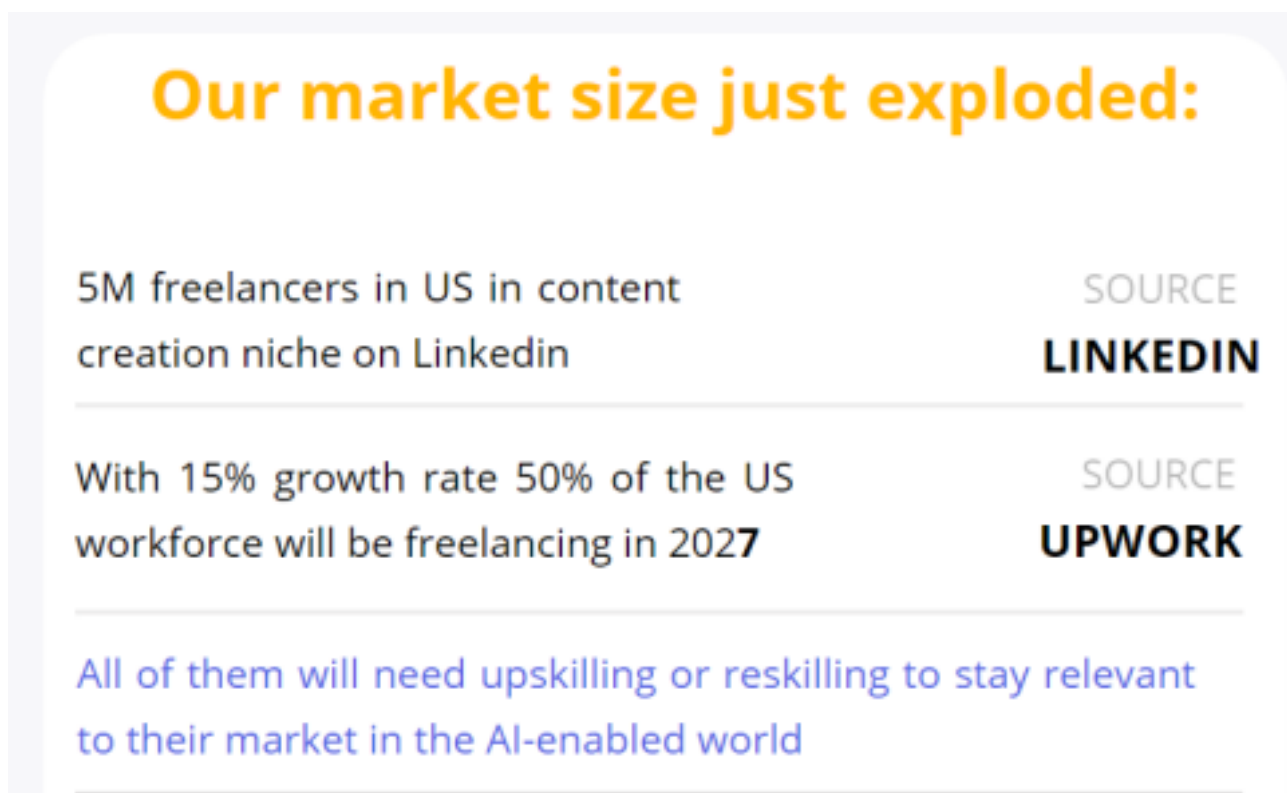 Our market size just exploded:
5M freelancers in US in content
creation niche on Linkedin
SOURCE
LINKEDIN
With 15% growth rate 50% of the US
workforce will be freelancing in 2027
SOURCE
UPWORK
All of them will need upskilling or reskilling to stay relevant
to their market in the AI-enabled world